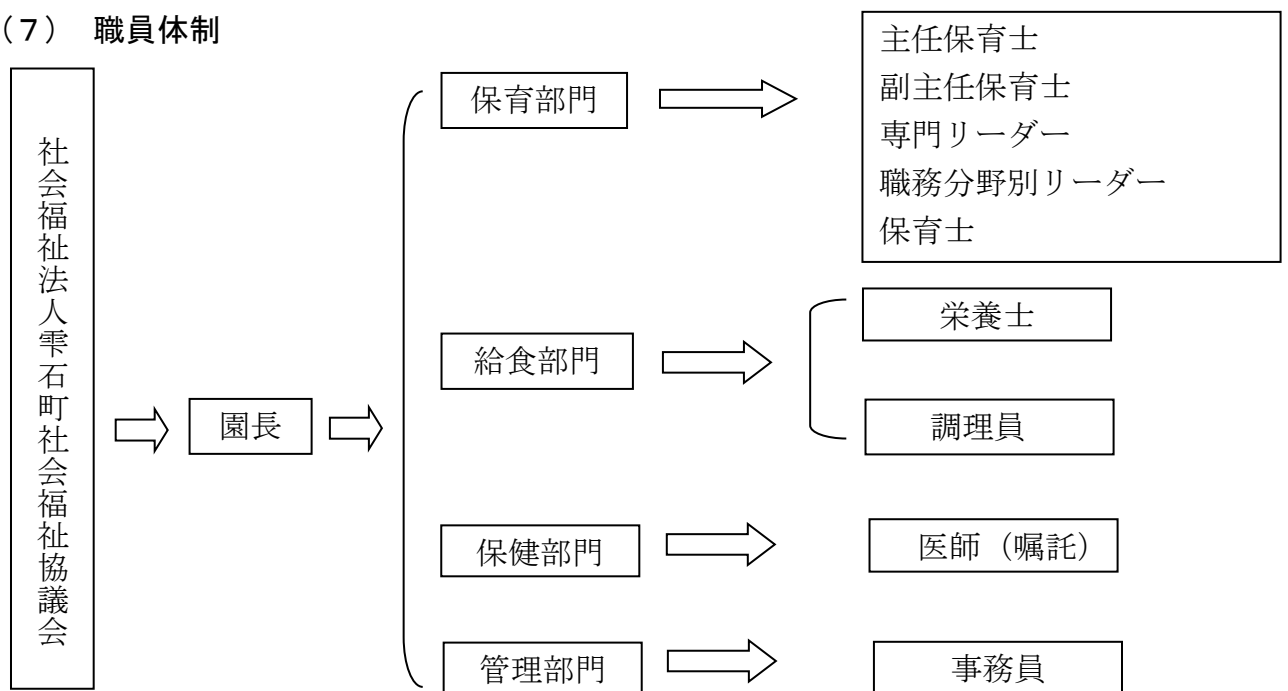 （７）　職員体制
社会福祉法人雫石町社会福祉協議会
園長
保育部門
主任保育士
副主任保育士
専門リーダー
職務分野別リーダー
保育士
給食部門
栄養士
調理員
保健部門
医師（嘱託）
管理部門
事務員